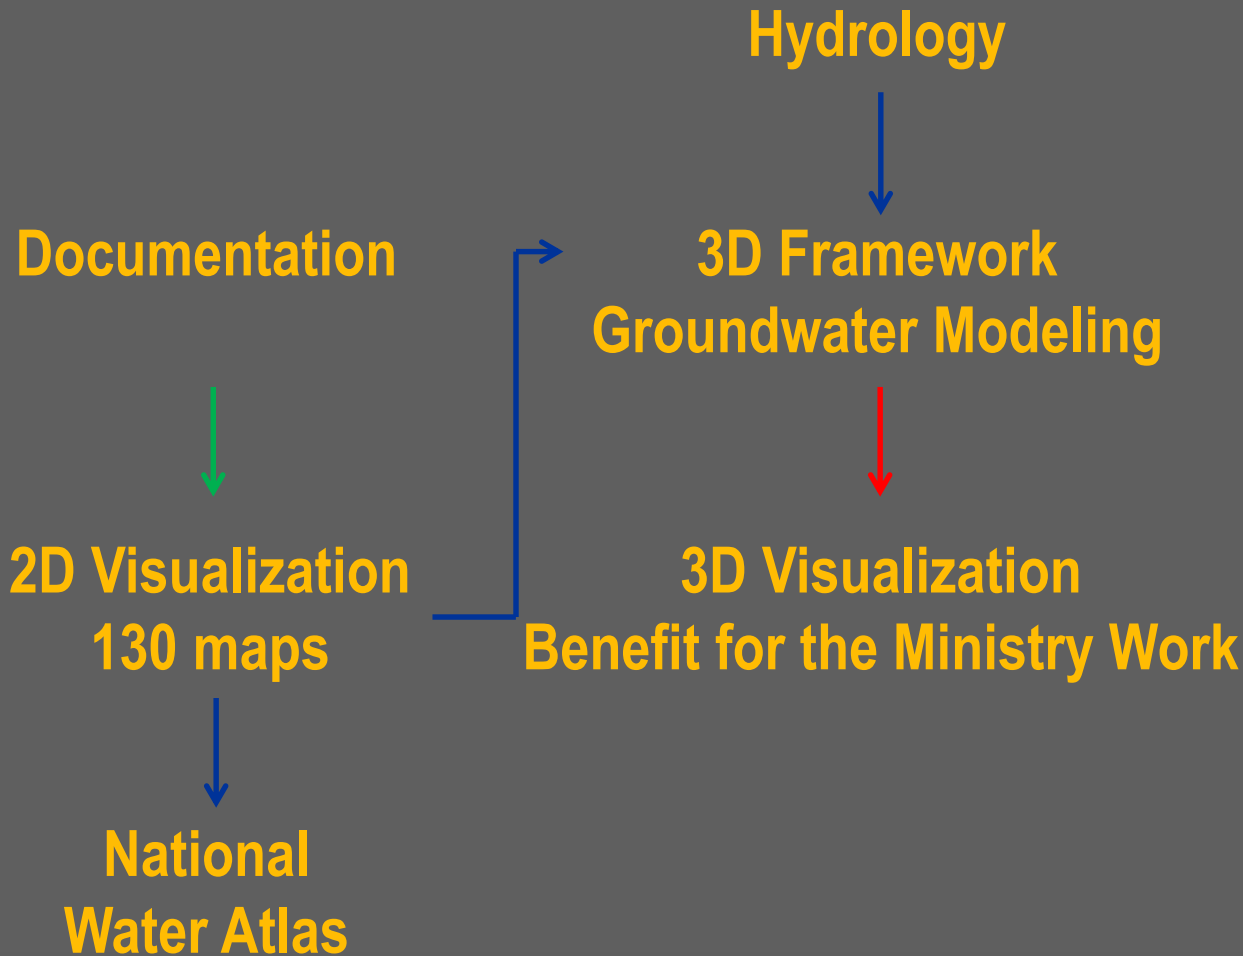 Hydrology
Documentation
3D Framework
Groundwater Modeling
2D Visualization
130 maps
3D Visualization
Benefit for the Ministry Work
National
Water Atlas